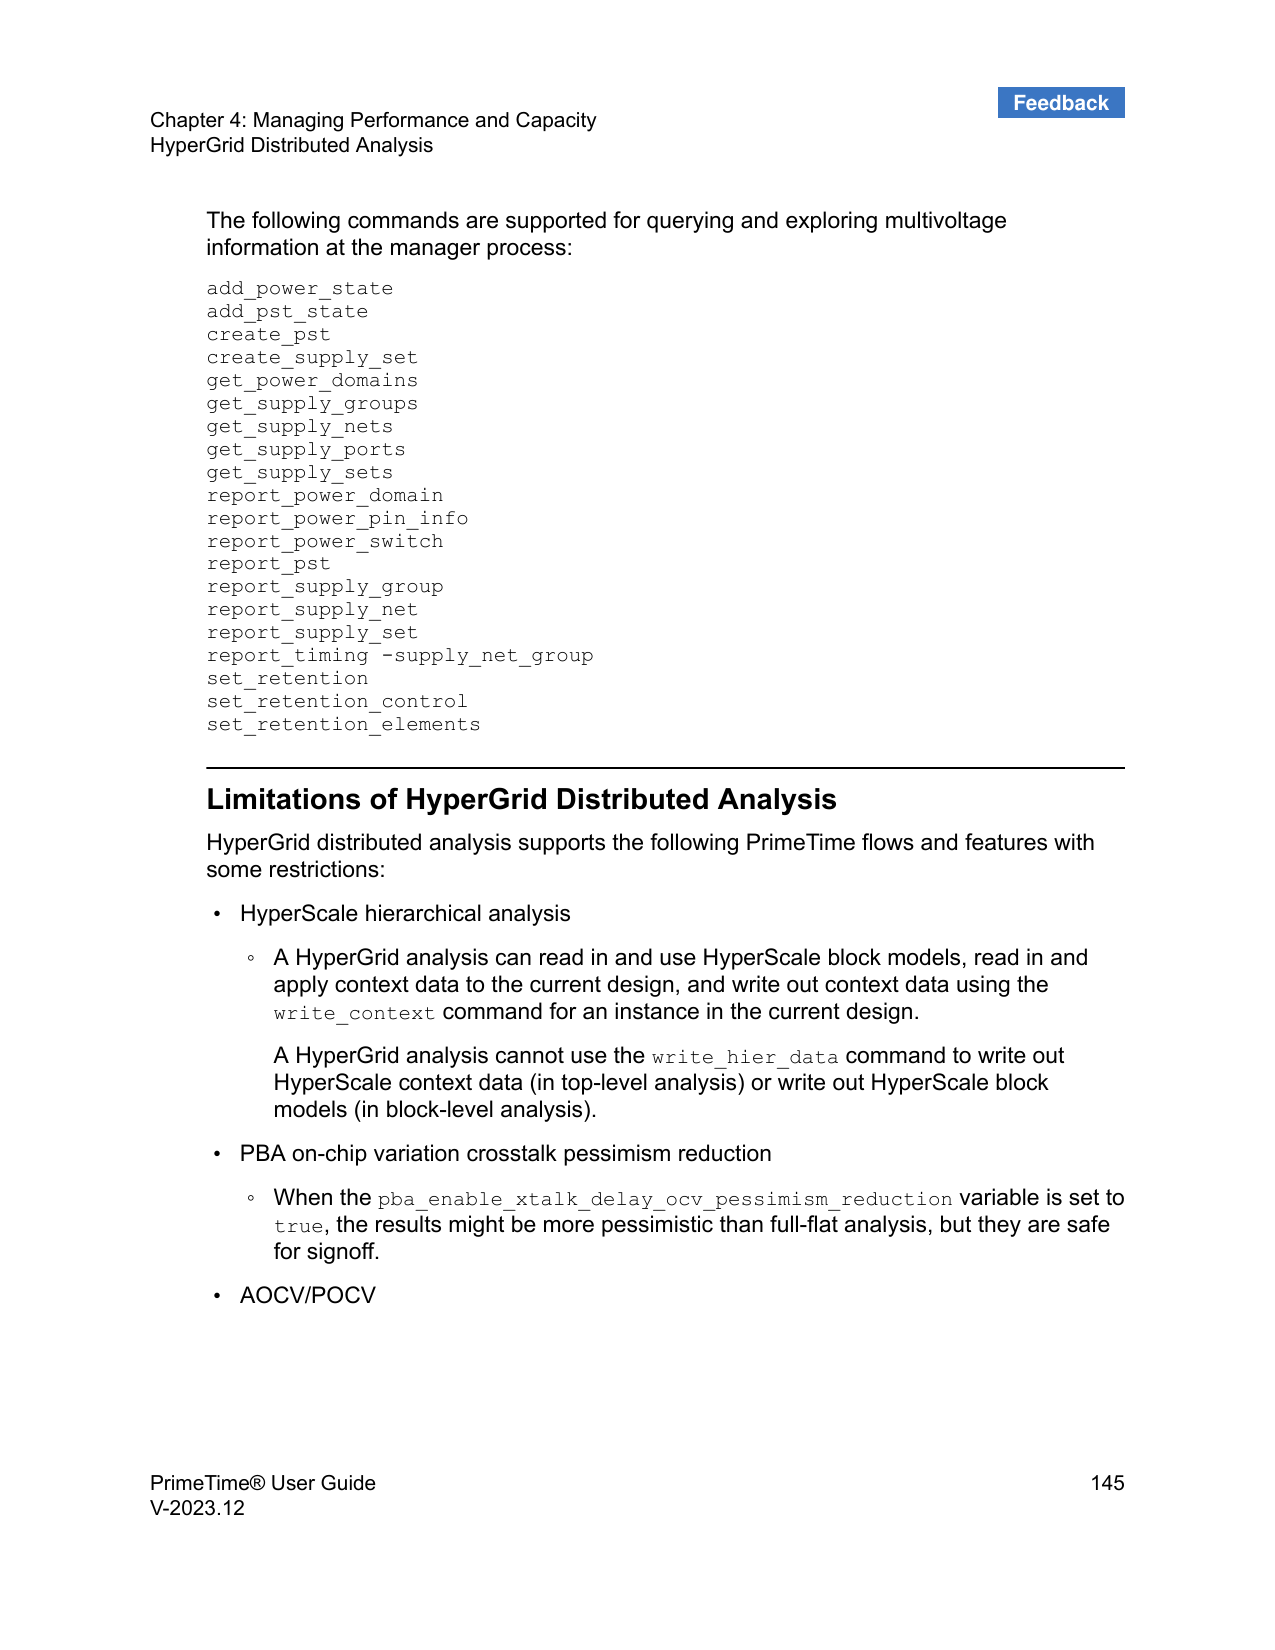 Feedback
Chapter 4: Managing Performance and Capacity
HyperGrid Distributed Analysis
The following commands are supported for querying and exploring multivoltage
information at the manager process:
add_power_state
add_pst_state
create_pst
create_supply_set
get_power_domains
get_supply_groups
get_supply_nets
get_supply_ports
get_supply_sets
report_power_domain
report_power_pin_info
report_power_switch
report_pst
report_supply_group
report_supply_net
report_supply_set
report_timing -supply_net_group
set_retention
set_retention_control
set_retention_elements
Limitations of HyperGrid Distributed Analysis
HyperGrid distributed analysis supports the following PrimeTime flows and features with
some restrictions:
• HyperScale hierarchical analysis
◦ A HyperGrid analysis can read in and use HyperScale block models, read in and
apply context data to the current design, and write out context data using the
write_context command for an instance in the current design.
A HyperGrid analysis cannot use the write_hier_data command to write out
HyperScale context data (in top-level analysis) or write out HyperScale block
models (in block-level analysis).
• PBA on-chip variation crosstalk pessimism reduction
◦ When the pba_enable_xtalk_delay_ocv_pessimism_reduction variable is set to
true, the results might be more pessimistic than full-flat analysis, but they are safe
for signoff.
• AOCV/POCV
PrimeTime® User Guide 145
V-2023.12